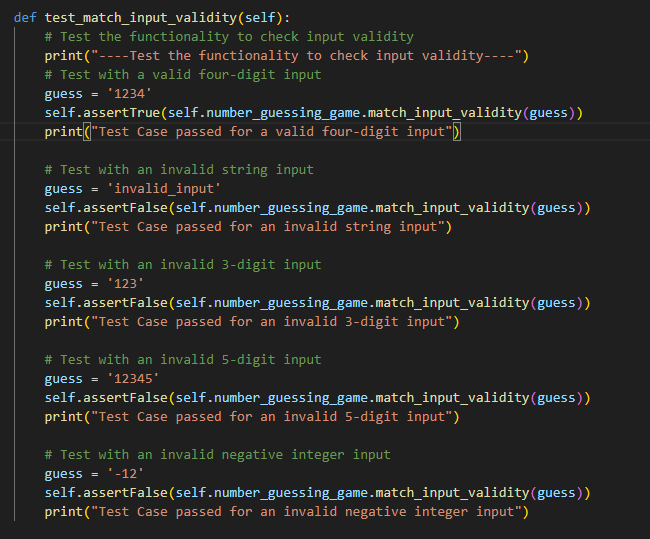 def test_match_input_validity(self):
    # Test the functionality to check input validity
    print("----Test the functionality to check input validity----")
    # Test with a valid four-digit input
    guess = '1234'
    self.assertTrue(self.number_guessing_game.match_input_validity(guess))
    print("Test Case passed for a valid four-digit input")
    # Test with an invalid string input
    guess = 'invalid_input'
    self.assertFalse(self.number_guessing_game.match_input_validity(guess))
    print("Test Case passed for an invalid string input")
    # Test with an invalid 3-digit input
    guess = '123'
    self.assertFalse(self.number_guessing_game.match_input_validity(guess))
    print("Test Case passed for an invalid 3-digit input")
    # Test with an invalid 5-digit input
    guess = '12345'
    self.assertFalse(self.number_guessing_game.match_input_validity(guess))
    print("Test Case passed for an invalid 5-digit input")
    # Test with an invalid negative integer input
    guess = '-12'
    self.assertFalse(self.number_guessing_game.match_input_validity(guess))
    print("Test Case passed for an invalid negative integer input")